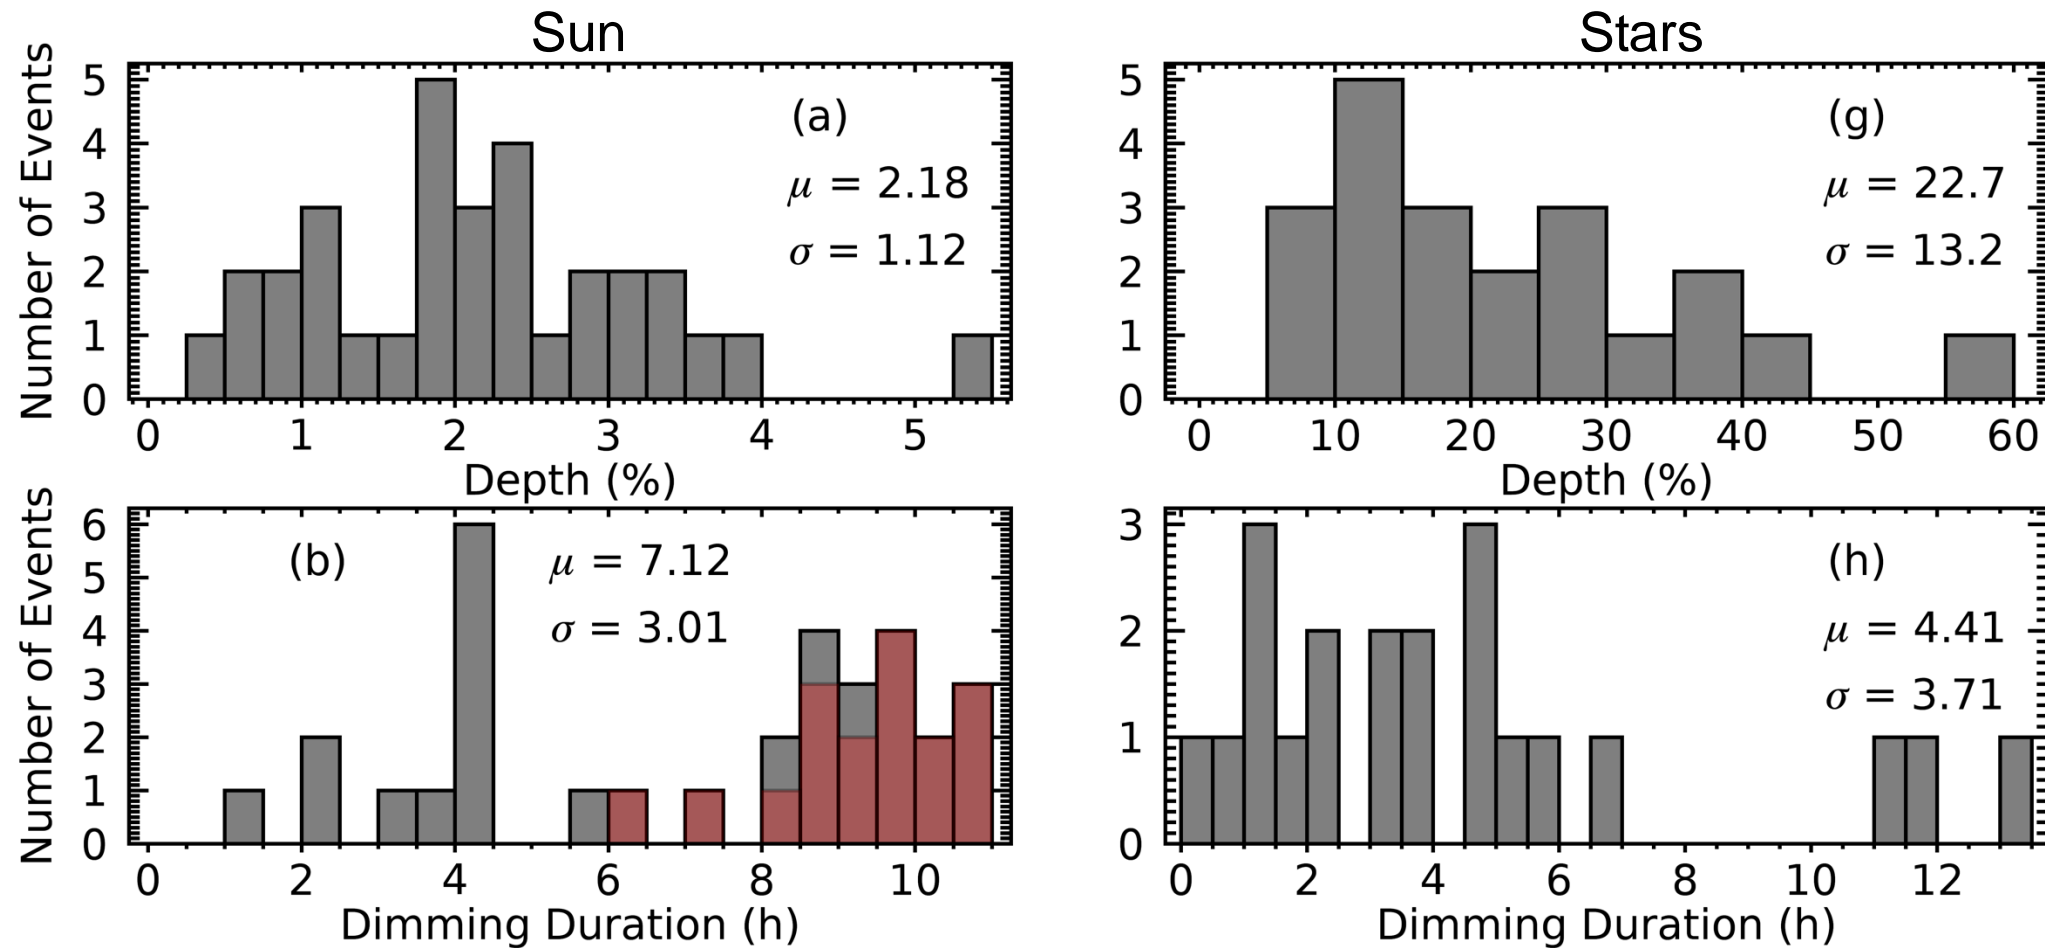 Sun
Number of Events
5
4
3
2
1
0
(a)
μ = 2.18
σ = 1.12
0 1 2 3 4 5
Depth (%)
Stars
5
4
3
2
1
0
(g)
μ = 22.7
σ = 13.2
0 10 20 30 40 50 60
Depth (%)
Number of Events
6
5
4
3
2
1
0
(b)
μ = 7.12
σ = 3.01
0 2 4 6 8 10
Dimming Duration (h)
3
2
1
0
(h)
μ = 4.41
σ = 3.71
0 2 4 6 8 10 12
Dimming Duration (h)